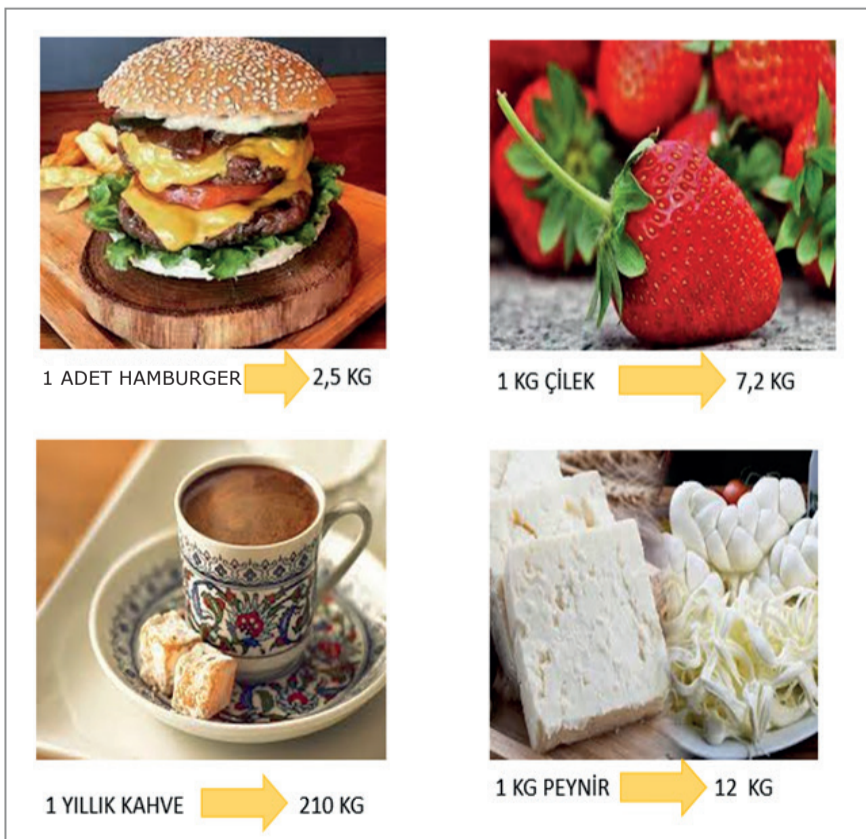 1 ADET HAMBURGER 2,5 KG
1 KG ÇİLEK 7,2 KG
1 YILLIK KAHVE 210 KG
1 KG PEYNİR 12 KG